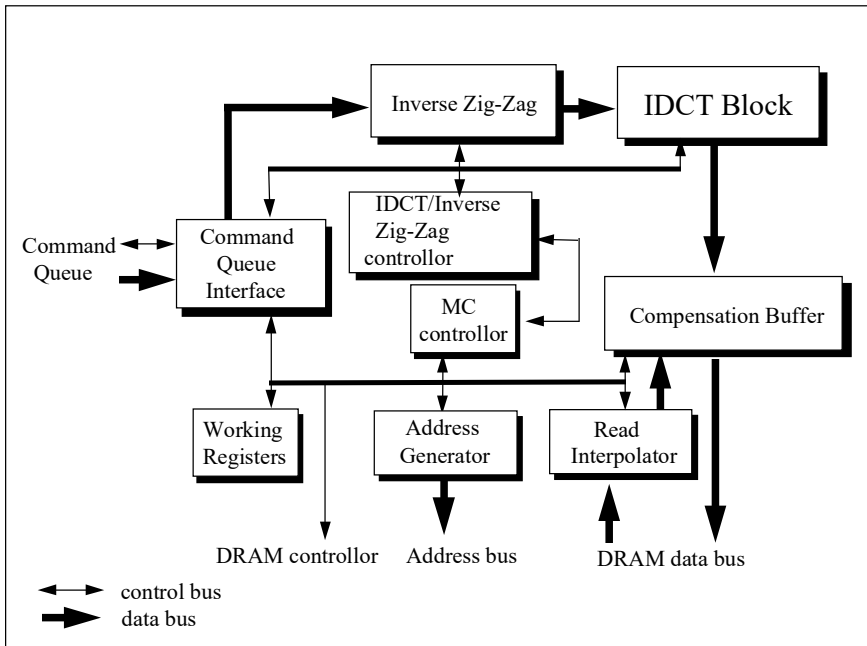 Inverse Zig-Zag
IDCT Block
IDCT/Inverse
Zig-Zag
controllor
Command
Queue
Command
Queue
Interface
MC
controllor
Compensation Buffer
Working
Registers
Address
Generator
Read
Interpolator
DRAM controllor
Address bus
DRAM data bus
control bus
data bus